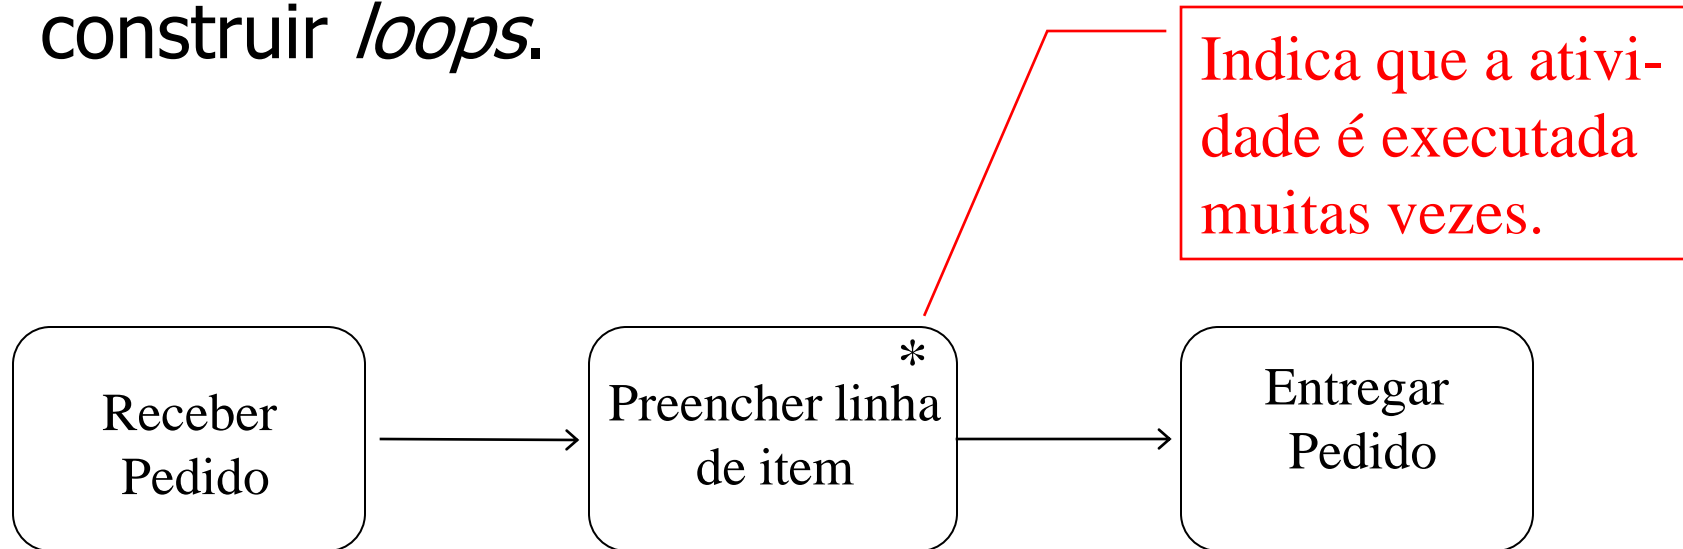 construir loops.
Indica que a ativi-
dade é executada
muitas vezes.
*
Receber
Pedido
Preencher linha
de item
Entregar
Pedido